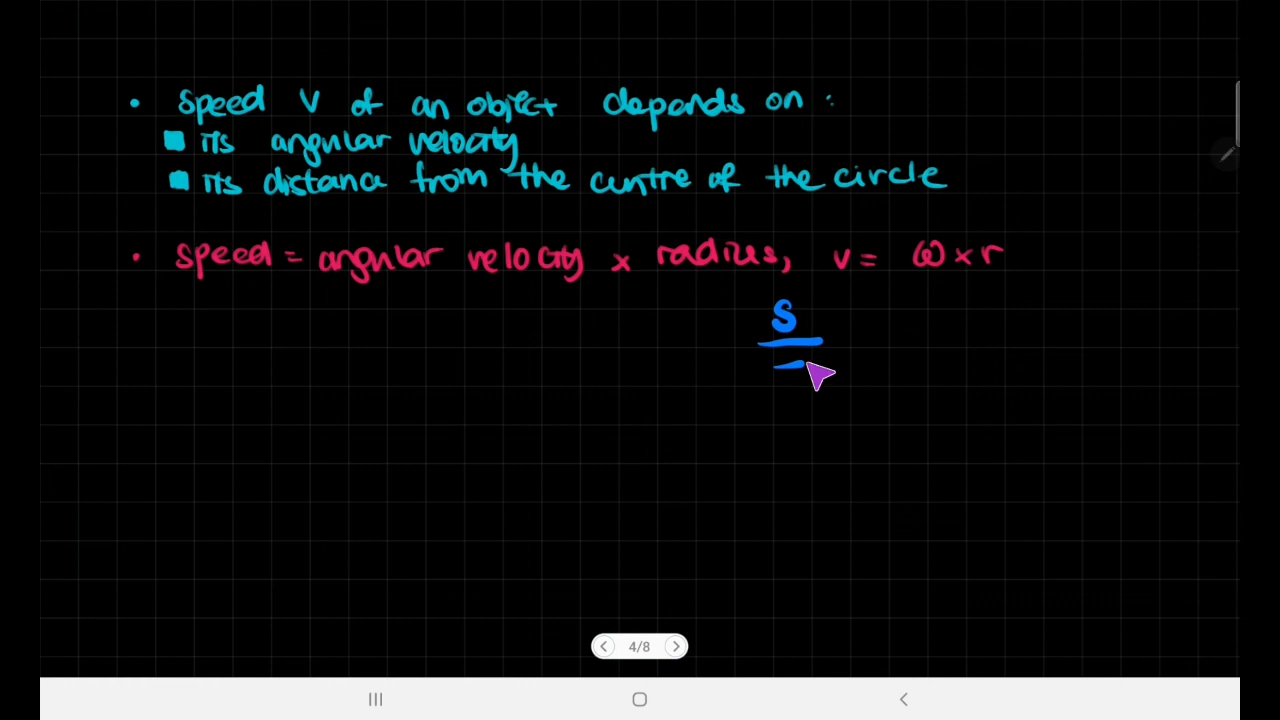 • Speed v of an object depends on :
■ its angular velocity
■ its distance from the centre of the circle
• speed = angular velocity x radius, v = ω x r
S
4/8